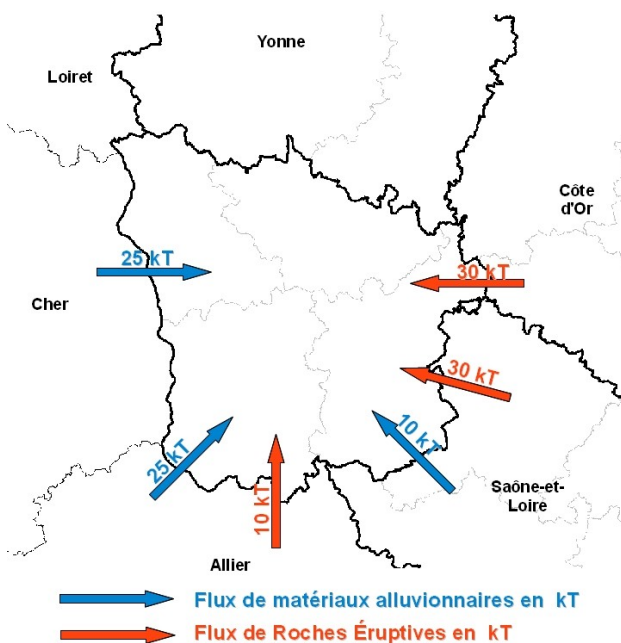 Yonne
Loiret
Côte
d'Or
25 kT
30 kT
Cher
30 kT
10 kT
25 kT
10 kT
Saône-et-
Loire
Allier
Flux de matériaux alluvionnaires en kT
Flux de Roches Éruptives en kT